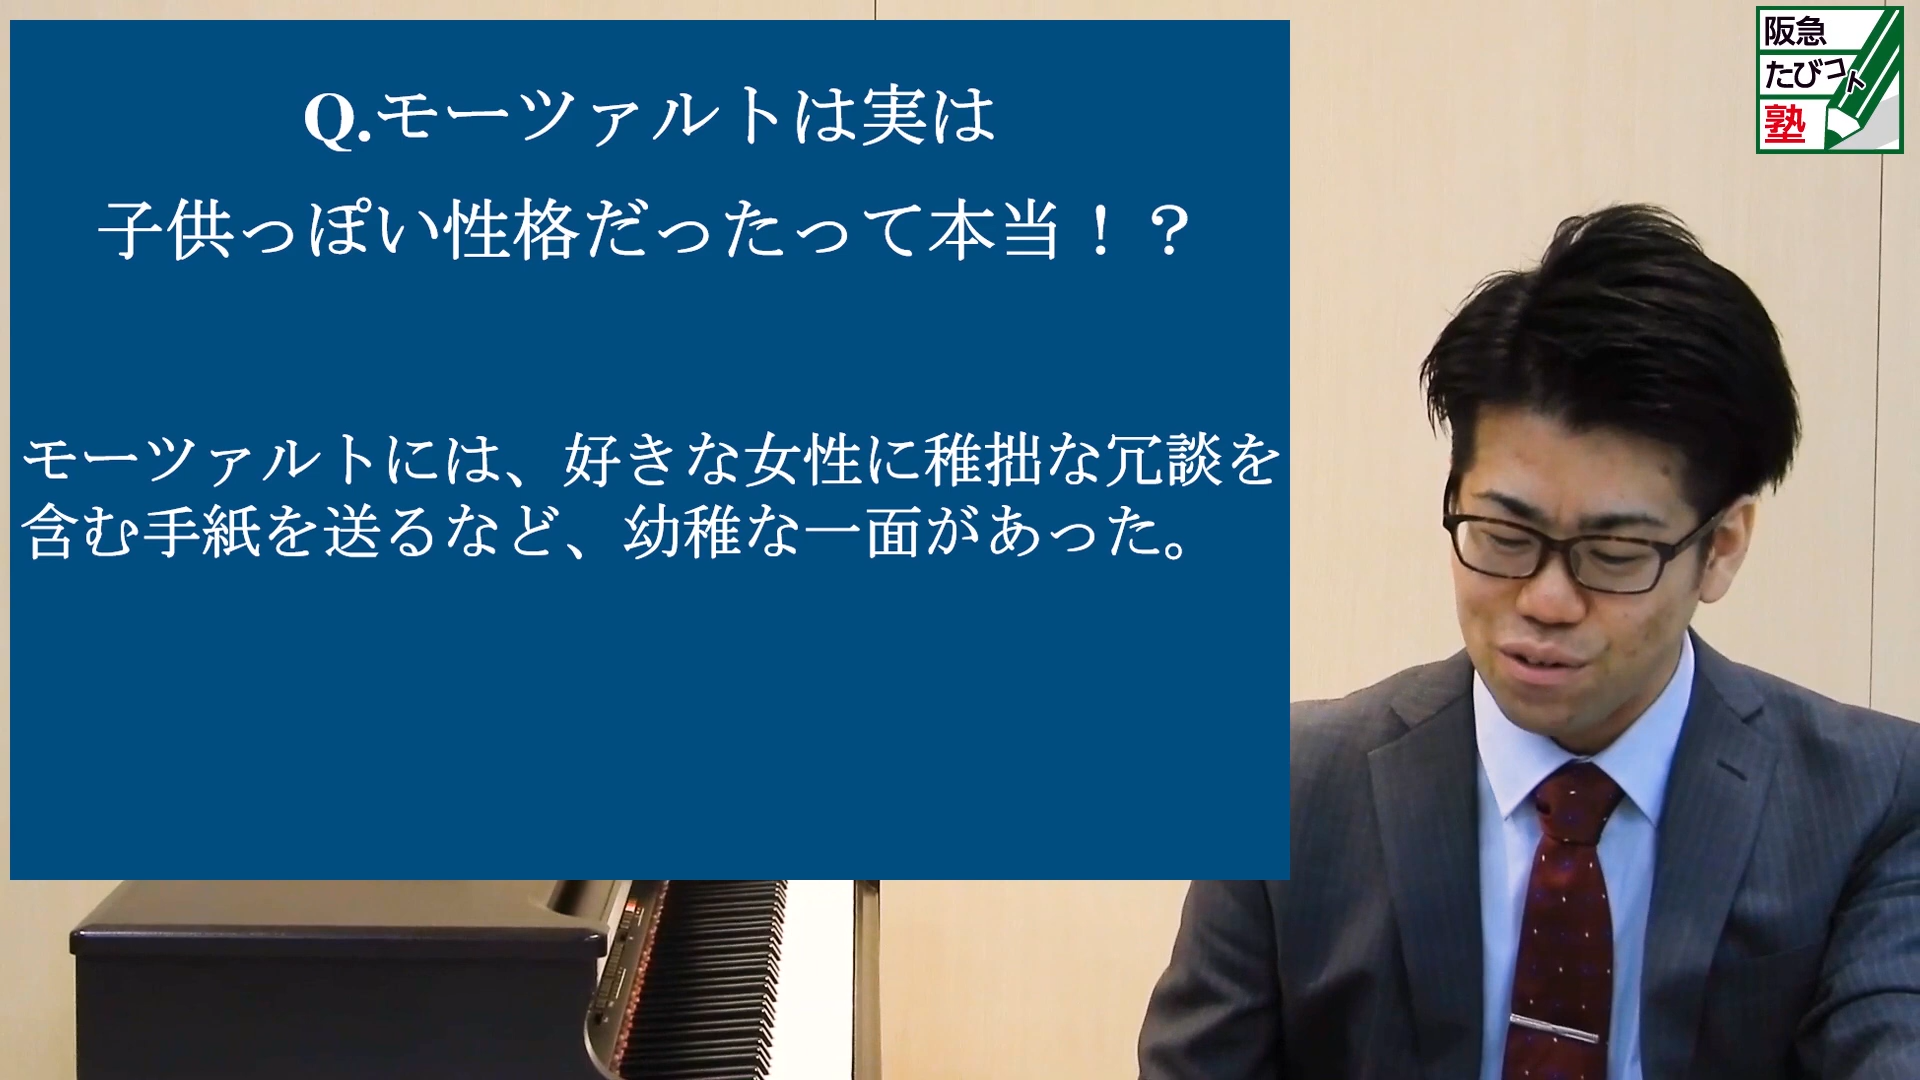 Q.モーツァルトは実は
子供っぽい性格だったって本当！？
モーツァルトには、好きな女性に稚拙な冗談を
含む手紙を送るなど、幼稚な一面があった。
阪急
たびコト
塾